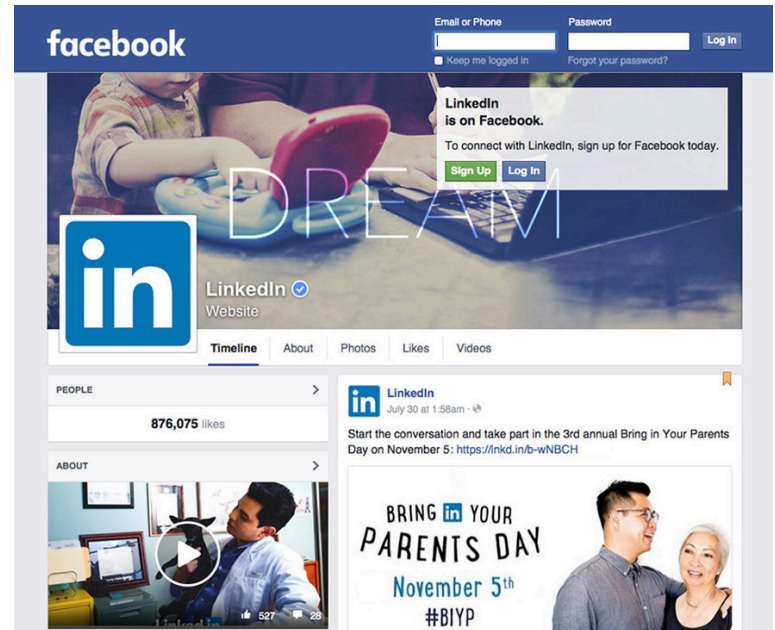 facebook
Email or Phone
Password
Log In
Keep me logged in
Forgot your password?
LinkedIn
is on Facebook.
To connect with LinkedIn, sign up for Facebook today.
Sign Up
Log In
DREAM
in
LinkedIn
Website
Timeline
About
Photos
Likes
Videos
PEOPLE
876,075 likes
ABOUT
527
28
Linked in
in
LinkedIn
July 30 at 1:58am ·
Start the conversation and take part in the 3rd annual Bring in Your Parents
Day on November 5: https://lnkd.in/b-wNBCH
BRING in YOUR
PARENTS DAY
November 5th
#BIYP